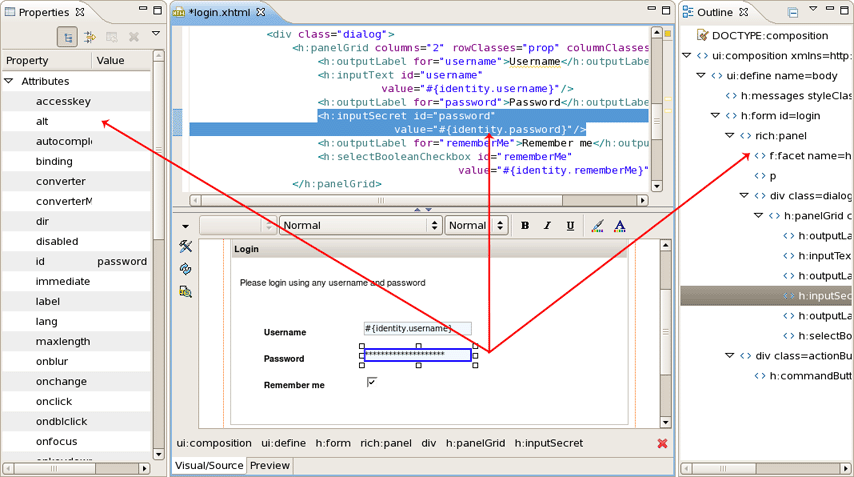 Properties
Property Value
Attributes
accesskey
alt
autocomple
binding
converter
converterM
dir
disabled
id password
immediate
label
lang
maxlength
onblur
onchange
onclick
ondblclick
onfocus
onkeydown
*login.xhtml
<div class="dialog">
<h:panelGrid columns="2" rowClasses="prop" columnClasses
<h:outputLabel for="username">Username</h:outputLabe
<h:inputText id="username"
value="#{identity.username}"/>
<h:outputLabel for="password">Password</h:outputLabe
<h:inputSecret id="password"
value="#{identity.password}"/>
<h:outputLabel for="rememberMe">Remember me</h:outpu
<h:selectBooleanCheckbox id="rememberMe"
value="#{identity.rememberMe}"
</h:panelGrid>
Normal Normal B I U A
Login
Please login using any username and password
Username #{identity.username}
Password ********************
Remember me
ui:composition ui:define h:form rich:panel div h:panelGrid h:inputSecret
Visual/Source Preview
Outline
DOCTYPE:composition
ui:composition xmlns=http:
ui:define name=body
h:messages styleClas
h:form id=login
rich:panel
f:facet name=h
p
div class=dialog
h:panelGrid c
h:outputLa
h:inputTex
h:outputLa
h:inputSec
h:outputLa
h:selectBo
div class=actionBu
h:commandButt